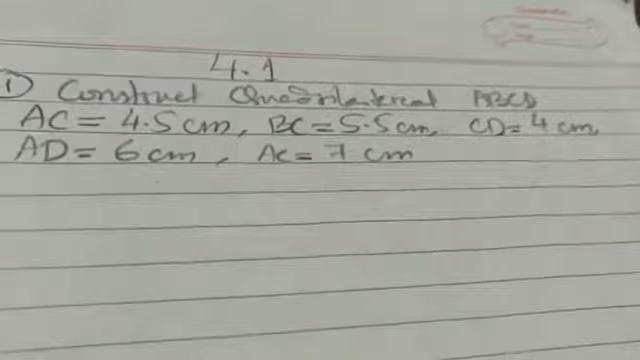 4.1
1) Construct Quadrilateral ABCD
AC = 4.5 cm, BC = 5.5 cm, CD = 4 cm,
AD = 6 cm, AC = 7 cm